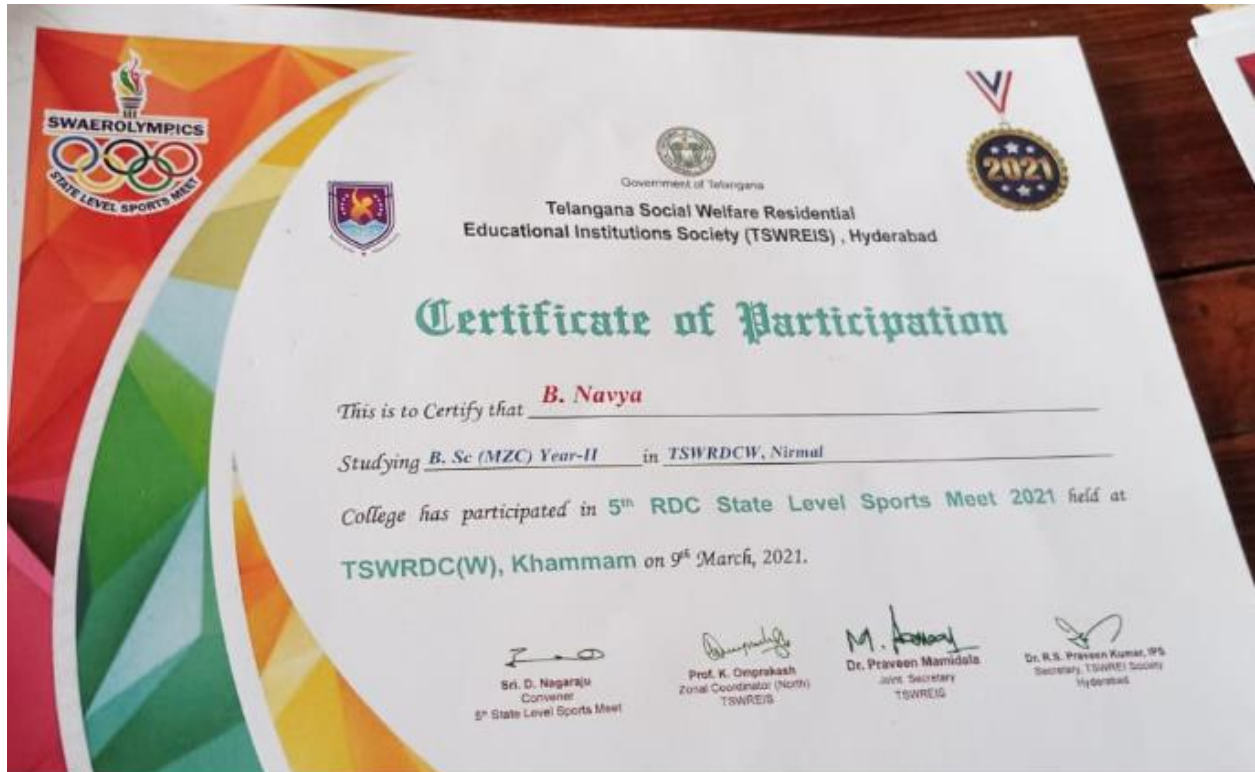 SWAEROLYMPICS
STATE LEVEL SPORTS MEET
2021
Government of Telangana
Telangana Social Welfare Residential
Educational Institutions Society (TSWREIS) , Hyderabad
Certificate of Participation
This is to Certify that B. Navya
Studying B. Sc (MZC) Year-II in TSWRDCW, Nirmal
College has participated in 5th RDC State Level Sports Meet 2021 held at
TSWRDC(W), Khammam on 9th March, 2021.
Sri. D. Nagaraju
Convener
5th State Level Sports Meet
Prof. K. Omprakash
Zonal Coordinator (North)
TSWREIS
Dr. Praveen Mamidala
Joint Secretary
TSWREIS
Dr. R.S. Praveen Kumar, IPS
Secretary, TSWREI Society
Hyderabad